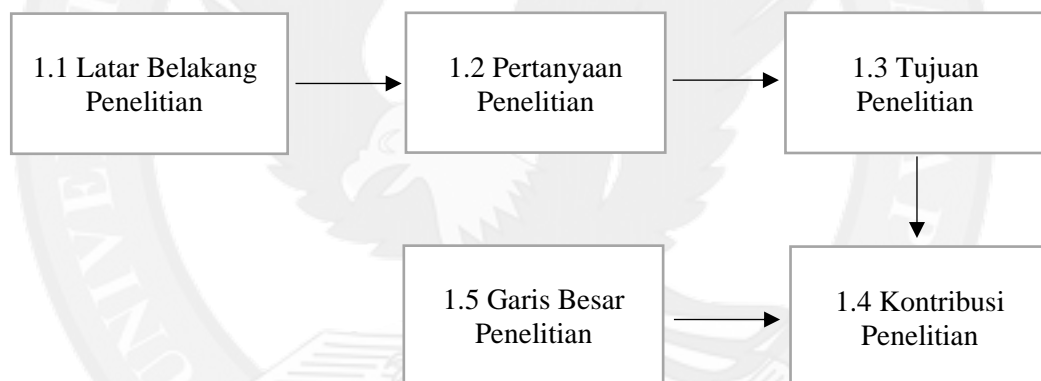 1.1 Latar Belakang
Penelitian
1.2 Pertanyaan
Penelitian
1.3 Tujuan
Penelitian
1.5 Garis Besar
Penelitian
1.4 Kontribusi
Penelitian